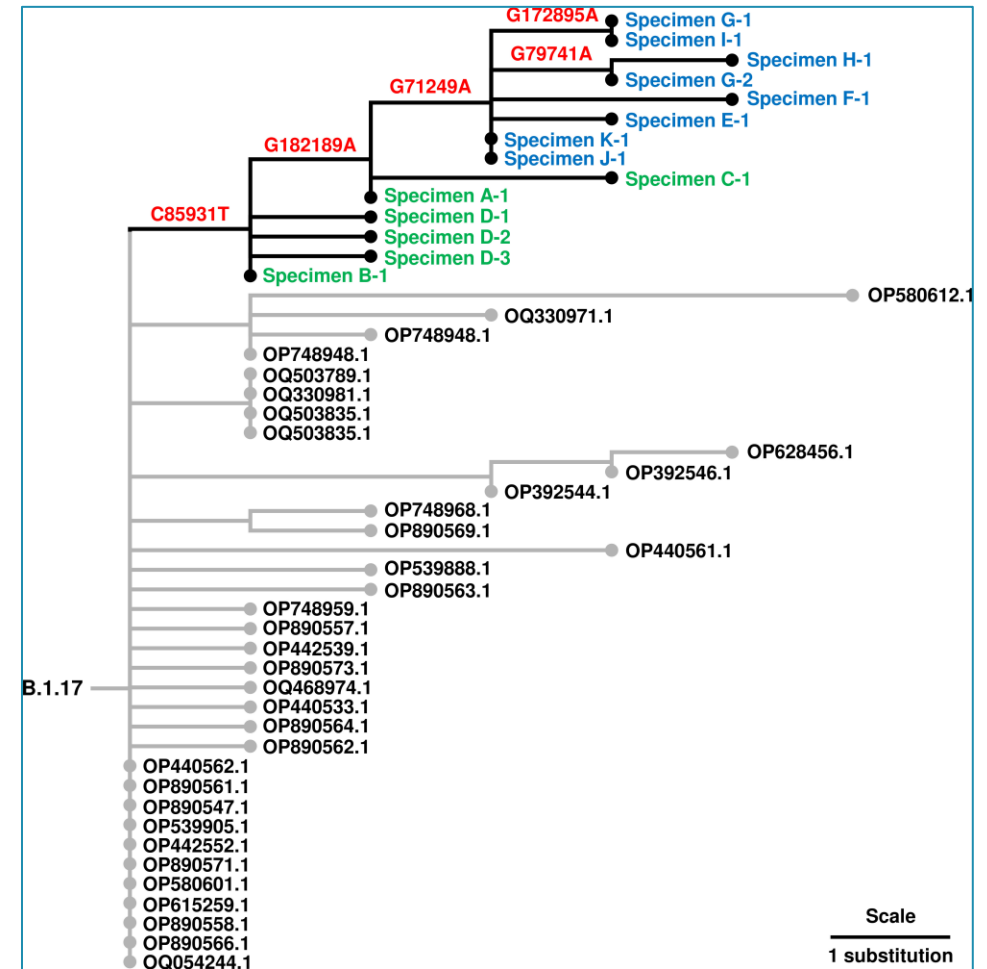 G172895A
Specimen G-1
Specimen I-1
G79741A
Specimen H-1
Specimen G-2
G71249A
Specimen F-1
Specimen E-1
Specimen K-1
Specimen J-1
G182189A
Specimen C-1
Specimen A-1
C85931T
Specimen D-1
Specimen D-2
Specimen D-3
Specimen B-1
OP580612.1
OQ330971.1
OP748948.1
OP748948.1
OQ503789.1
OQ330981.1
OQ503835.1
OQ503835.1
OP628456.1
OP392546.1
OP392544.1
OP748968.1
OP890569.1
OP440561.1
OP539888.1
OP890563.1
OP748959.1
OP890557.1
OP442539.1
OP890573.1
B.1.17
OQ468974.1
OP440533.1
OP890564.1
OP890562.1
OP440562.1
OP890561.1
OP890547.1
OP539905.1
OP442552.1
OP890571.1
OP580601.1
OP615259.1
OP890558.1
OP890566.1
OQ054244.1
Scale
1 substitution